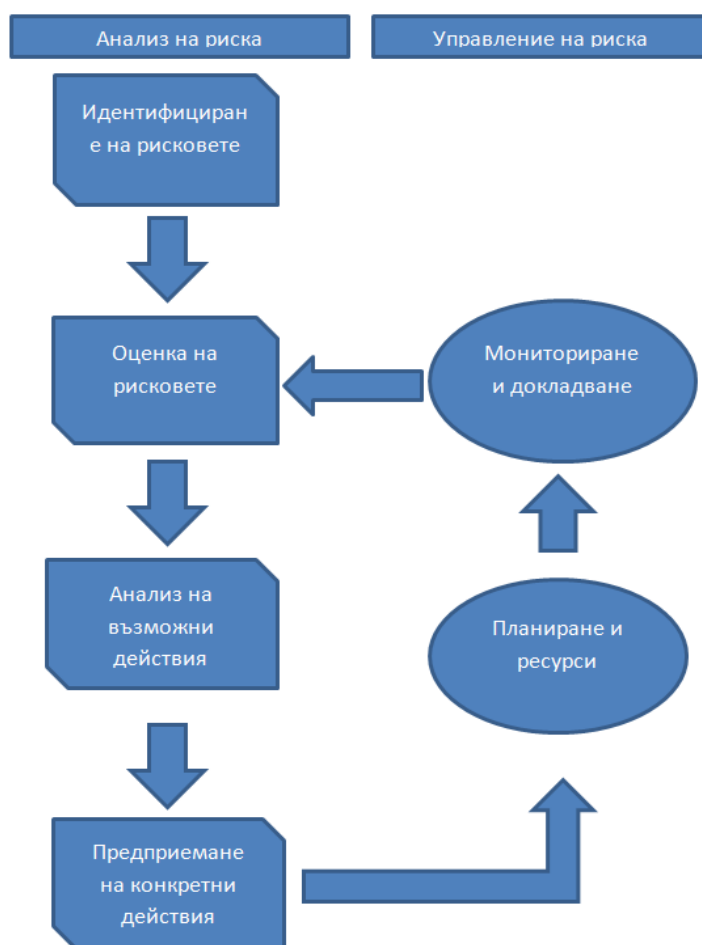 Анализ на риска
Управление на риска
Идентифициран
е на рисковете
Оценка на
рисковете
Мониториране
и докладване
Анализ на
възможни
действия
Планиране и
ресурси
Предприемане
на конкретни
действия